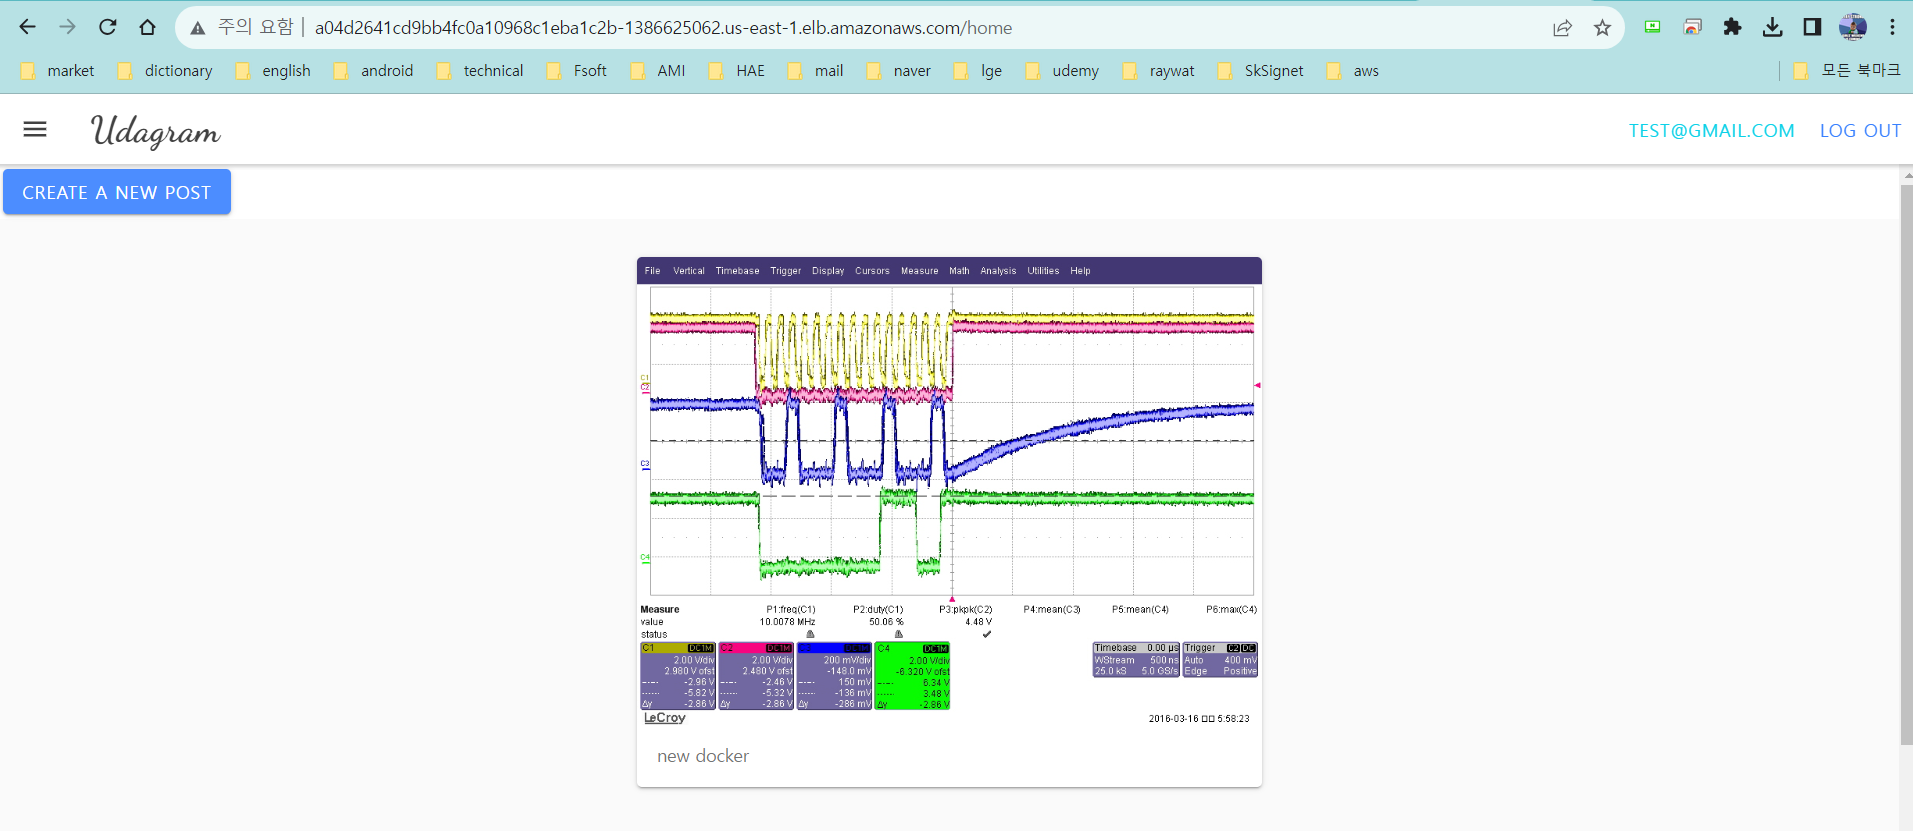 주의 요함 | a04d2641cd9bb4fc0a10968c1eba1c2b-1386625062.us-east-1.elb.amazonaws.com/home
market dictionary english android technical Fsoft AMI HAE mail naver lge udemy raywat SkSignet aws 모든 북마크
Udagram TEST@GMAIL.COM LOG OUT
CREATE A NEW POST
File Vertical Timebase Trigger Display Cursors Measure Math Analysis Utilities Help
C1
C2
C3
C4
Measure P1:freq(C1) P2:duty(C1) P3:pkpk(C2) P4:mean(C3) P5:mean(C4) P6:max(C4)
value 10.0078 MHz 50.06 % 4.48 V
status
C1 DC1M C2 DC1M C3 DC1M C4 DC1M Timebase 0.00 µs Trigger C2 DC
2.00 V/div 2.00 V/div 200 mV/div 2.00 V/div WStream 500 ns Auto 400 mV
2.980 V ofst 2.480 V ofst -148.0 mV -6.320 V ofst 25.0 kS 5.0 GS/s Edge Positive
-2.96 V -2.46 V 150 mV 6.34 V
-5.82 V -5.32 V -136 mV 3.48 V
Δy -2.86 V Δy -2.86 V Δy -286 mV Δy -2.86 V
LeCroy 2016-03-16 □□ 5:58:23
new docker